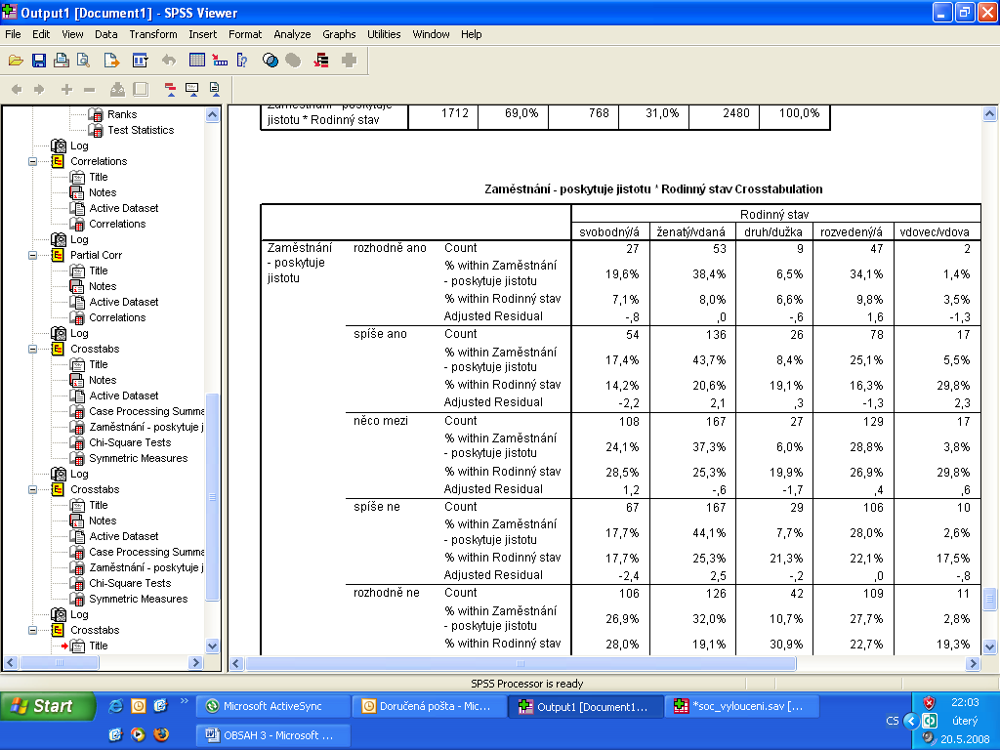 Output1 [Document1] - SPSS Viewer
File Edit View Data Transform Insert Format Analyze Graphs Utilities Window Help
Ranks
Test Statistics
Log
Correlations
Title
Notes
Active Dataset
Correlations
Log
Partial Corr
Title
Notes
Active Dataset
Correlations
Log
Crosstabs
Title
Notes
Active Dataset
Case Processing Summa
Zaměstnání - poskytuje j
Chi-Square Tests
Symmetric Measures
Log
Crosstabs
Title
Notes
Active Dataset
Case Processing Summa
Zaměstnání - poskytuje j
Chi-Square Tests
Symmetric Measures
Log
Crosstabs
Title
Zaměstnání - poskytuje
jistotu * Rodinný stav 1712 69,0% 768 31,0% 2480 100,0%
Zaměstnání - poskytuje jistotu * Rodinný stav Crosstabulation
Rodinný stav
svobodný/á ženatý/vdaná druh/dužka rozvedený/á vdovec/vdova
Zaměstnání rozhodně ano Count 27 53 9 47 2
- poskytuje % within Zaměstnání
jistotu - poskytuje jistotu 19,6% 38,4% 6,5% 34,1% 1,4%
% within Rodinný stav 7,1% 8,0% 6,6% 9,8% 3,5%
Adjusted Residual -,8 ,0 -,6 1,6 -1,3
spíše ano Count 54 136 26 78 17
% within Zaměstnání
- poskytuje jistotu 17,4% 43,7% 8,4% 25,1% 5,5%
% within Rodinný stav 14,2% 20,6% 19,1% 16,3% 29,8%
Adjusted Residual -2,2 2,1 ,3 -1,3 2,3
něco mezi Count 108 167 27 129 17
% within Zaměstnání
- poskytuje jistotu 24,1% 37,3% 6,0% 28,8% 3,8%
% within Rodinný stav 28,5% 25,3% 19,9% 26,9% 29,8%
Adjusted Residual 1,2 -,6 -1,7 ,4 ,6
spíše ne Count 67 167 29 106 10
% within Zaměstnání
- poskytuje jistotu 17,7% 44,1% 7,7% 28,0% 2,6%
% within Rodinný stav 17,7% 25,3% 21,3% 22,1% 17,5%
Adjusted Residual -2,4 2,5 -,2 ,0 -,8
rozhodně ne Count 106 126 42 109 11
% within Zaměstnání
- poskytuje jistotu 26,9% 32,0% 10,7% 27,7% 2,8%
% within Rodinný stav 28,0% 19,1% 30,9% 22,7% 19,3%
SPSS Processor is ready
Start
Microsoft ActiveSync
Doručená pošta - Mic...
Output1 [Document1...
*soc_vylouceni.sav [...
OBSAH 3 - Microsoft ...
CS
22:03
úterý
20.5.2008